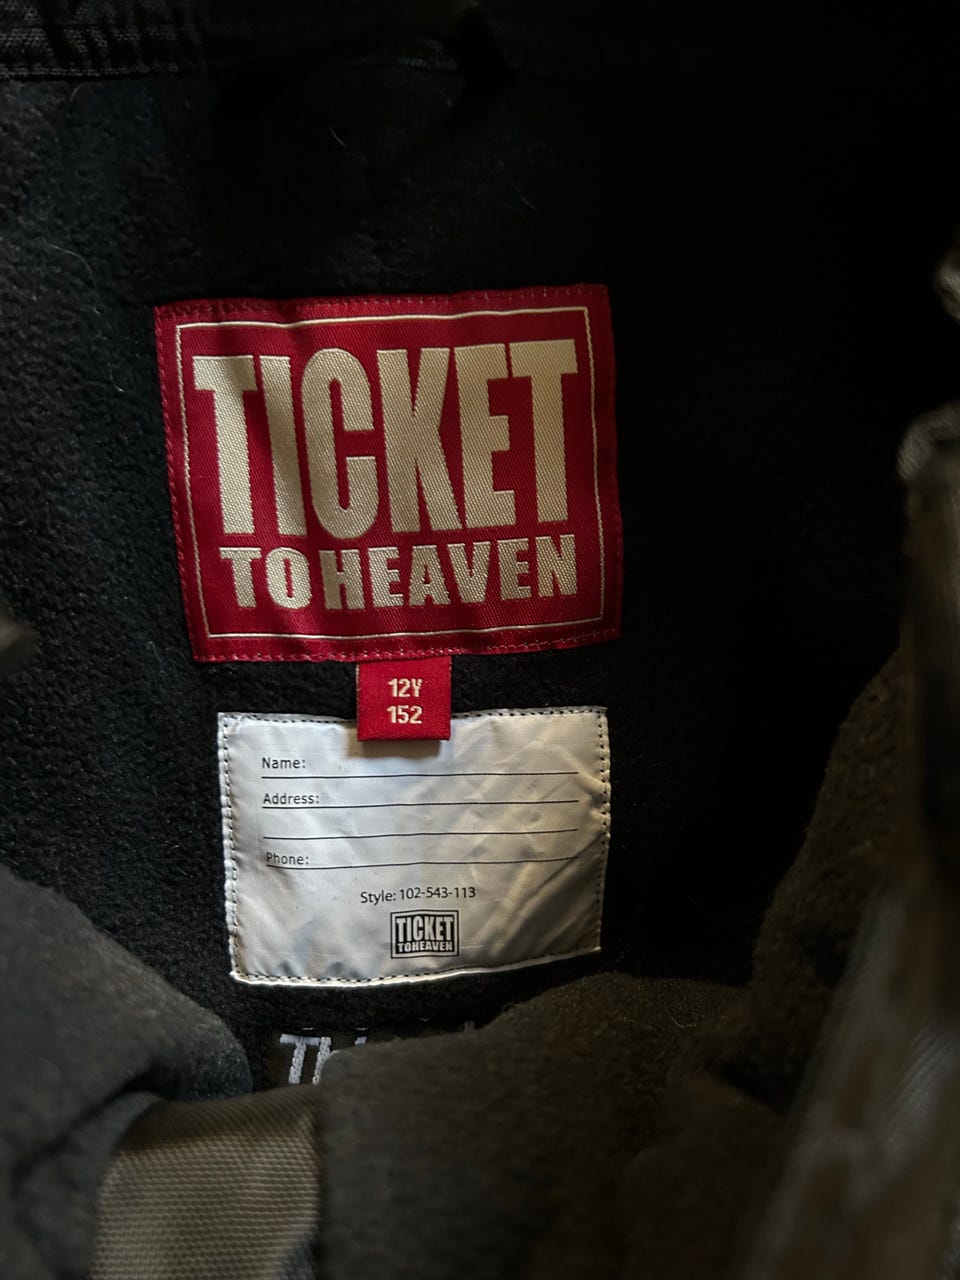 TICKET
TO HEAVEN
12Y
152
Name:
Address:
Phone:
Style: 102-543-113
TICKET
TO HEAVEN